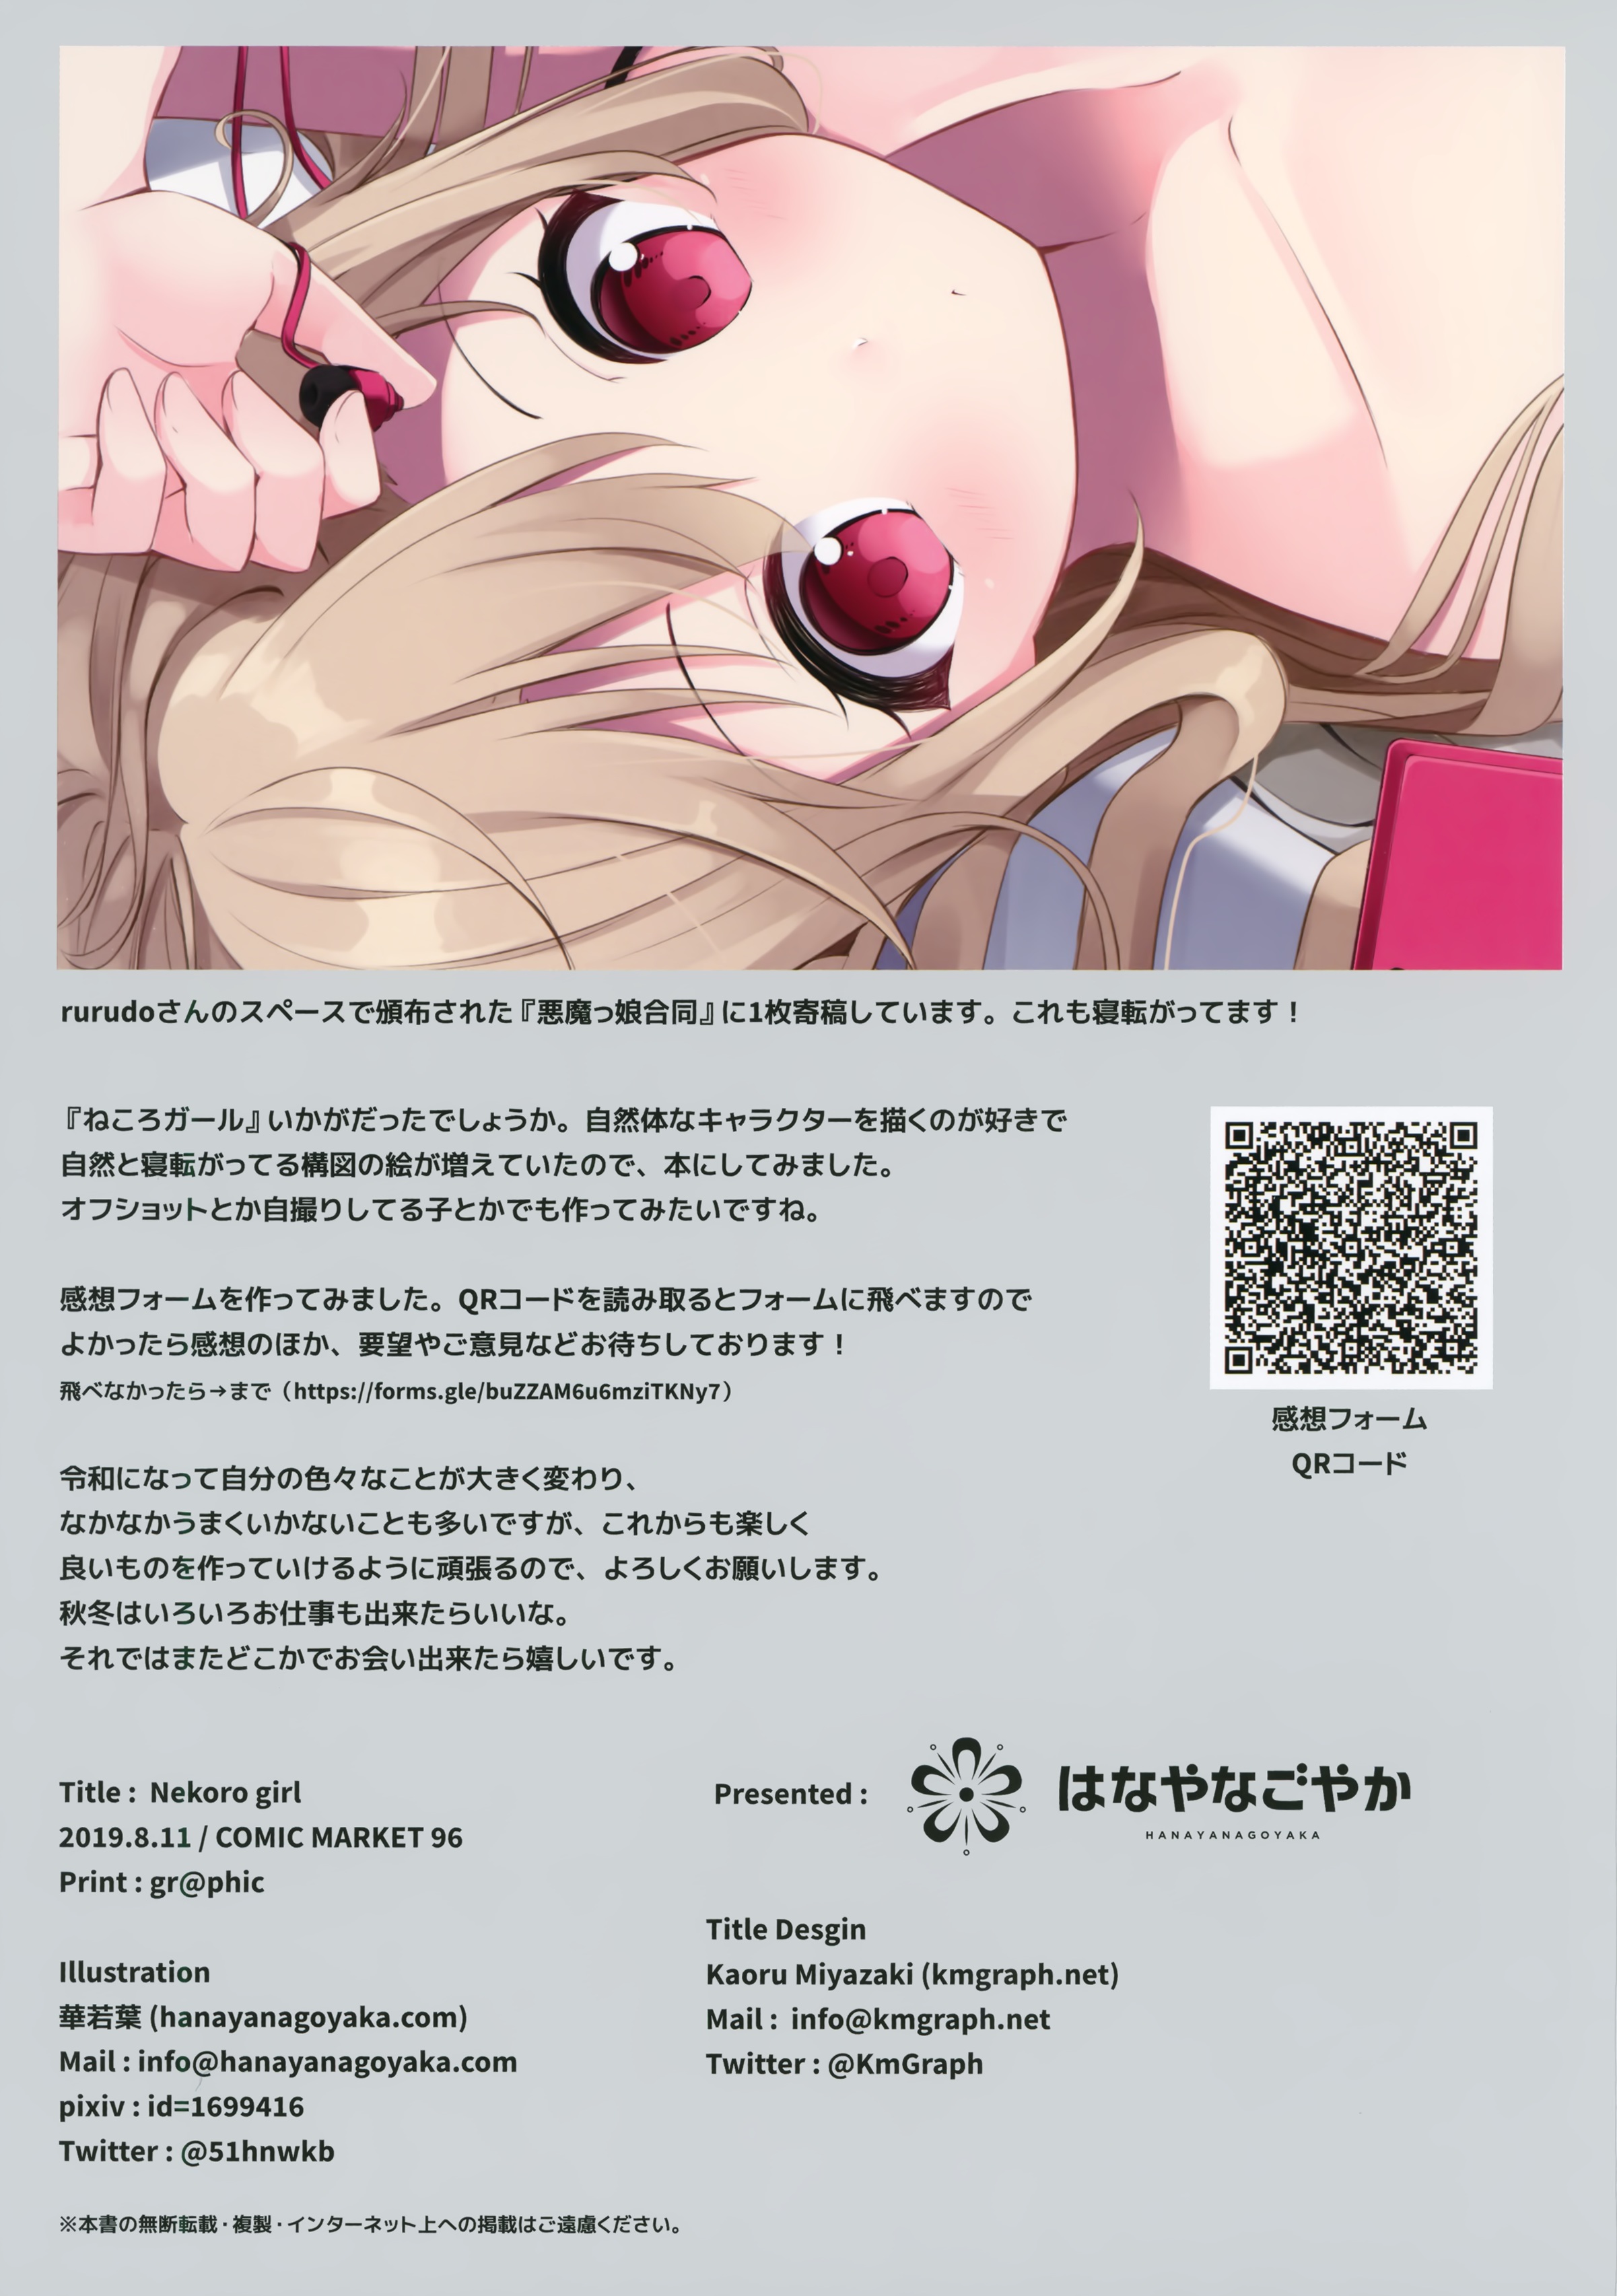 rurudoさんのスペースで頒布された『悪魔っ娘合同』に1枚寄稿しています。これも寝転がってます！
『ねころガール』いかがだったでしょうか。自然体なキャラクターを描くのが好きで
自然と寝転がってる構図の絵が増えていたので、本にしてみました。
オフショットとか自撮りしてる子とかでも作ってみたいですね。
感想フォームを作ってみました。QRコードを読み取るとフォームに飛べますので
よかったら感想のほか、要望やご意見などお待ちしております！
飛べなかったら→まで（https://forms.gle/buZZAM6u6mziTKNy7）
感想フォーム
QRコード
令和になって自分の色々なことが大きく変わり、
なかなかうまくいかないことも多いですが、これからも楽しく
良いものを作っていけるように頑張るので、よろしくお願いします。
秋冬はいろいろお仕事も出来たらいいな。
それではまたどこかでお会い出来たら嬉しいです。
Title : Nekoro girl
2019.8.11 / COMIC MARKET 96
Print : gr@phic
Presented :
はなやなごやか
HANAYANAGOYAKA
Illustration
華若葉 (hanayanagoyaka.com)
Mail : info@hanayanagoyaka.com
pixiv : id=1699416
Twitter : @51hnwkb
Title Desgin
Kaoru Miyazaki (kmgraph.net)
Mail : info@kmgraph.net
Twitter : @KmGraph
※本書の無断転載・複製・インターネット上への掲載はご遠慮ください。